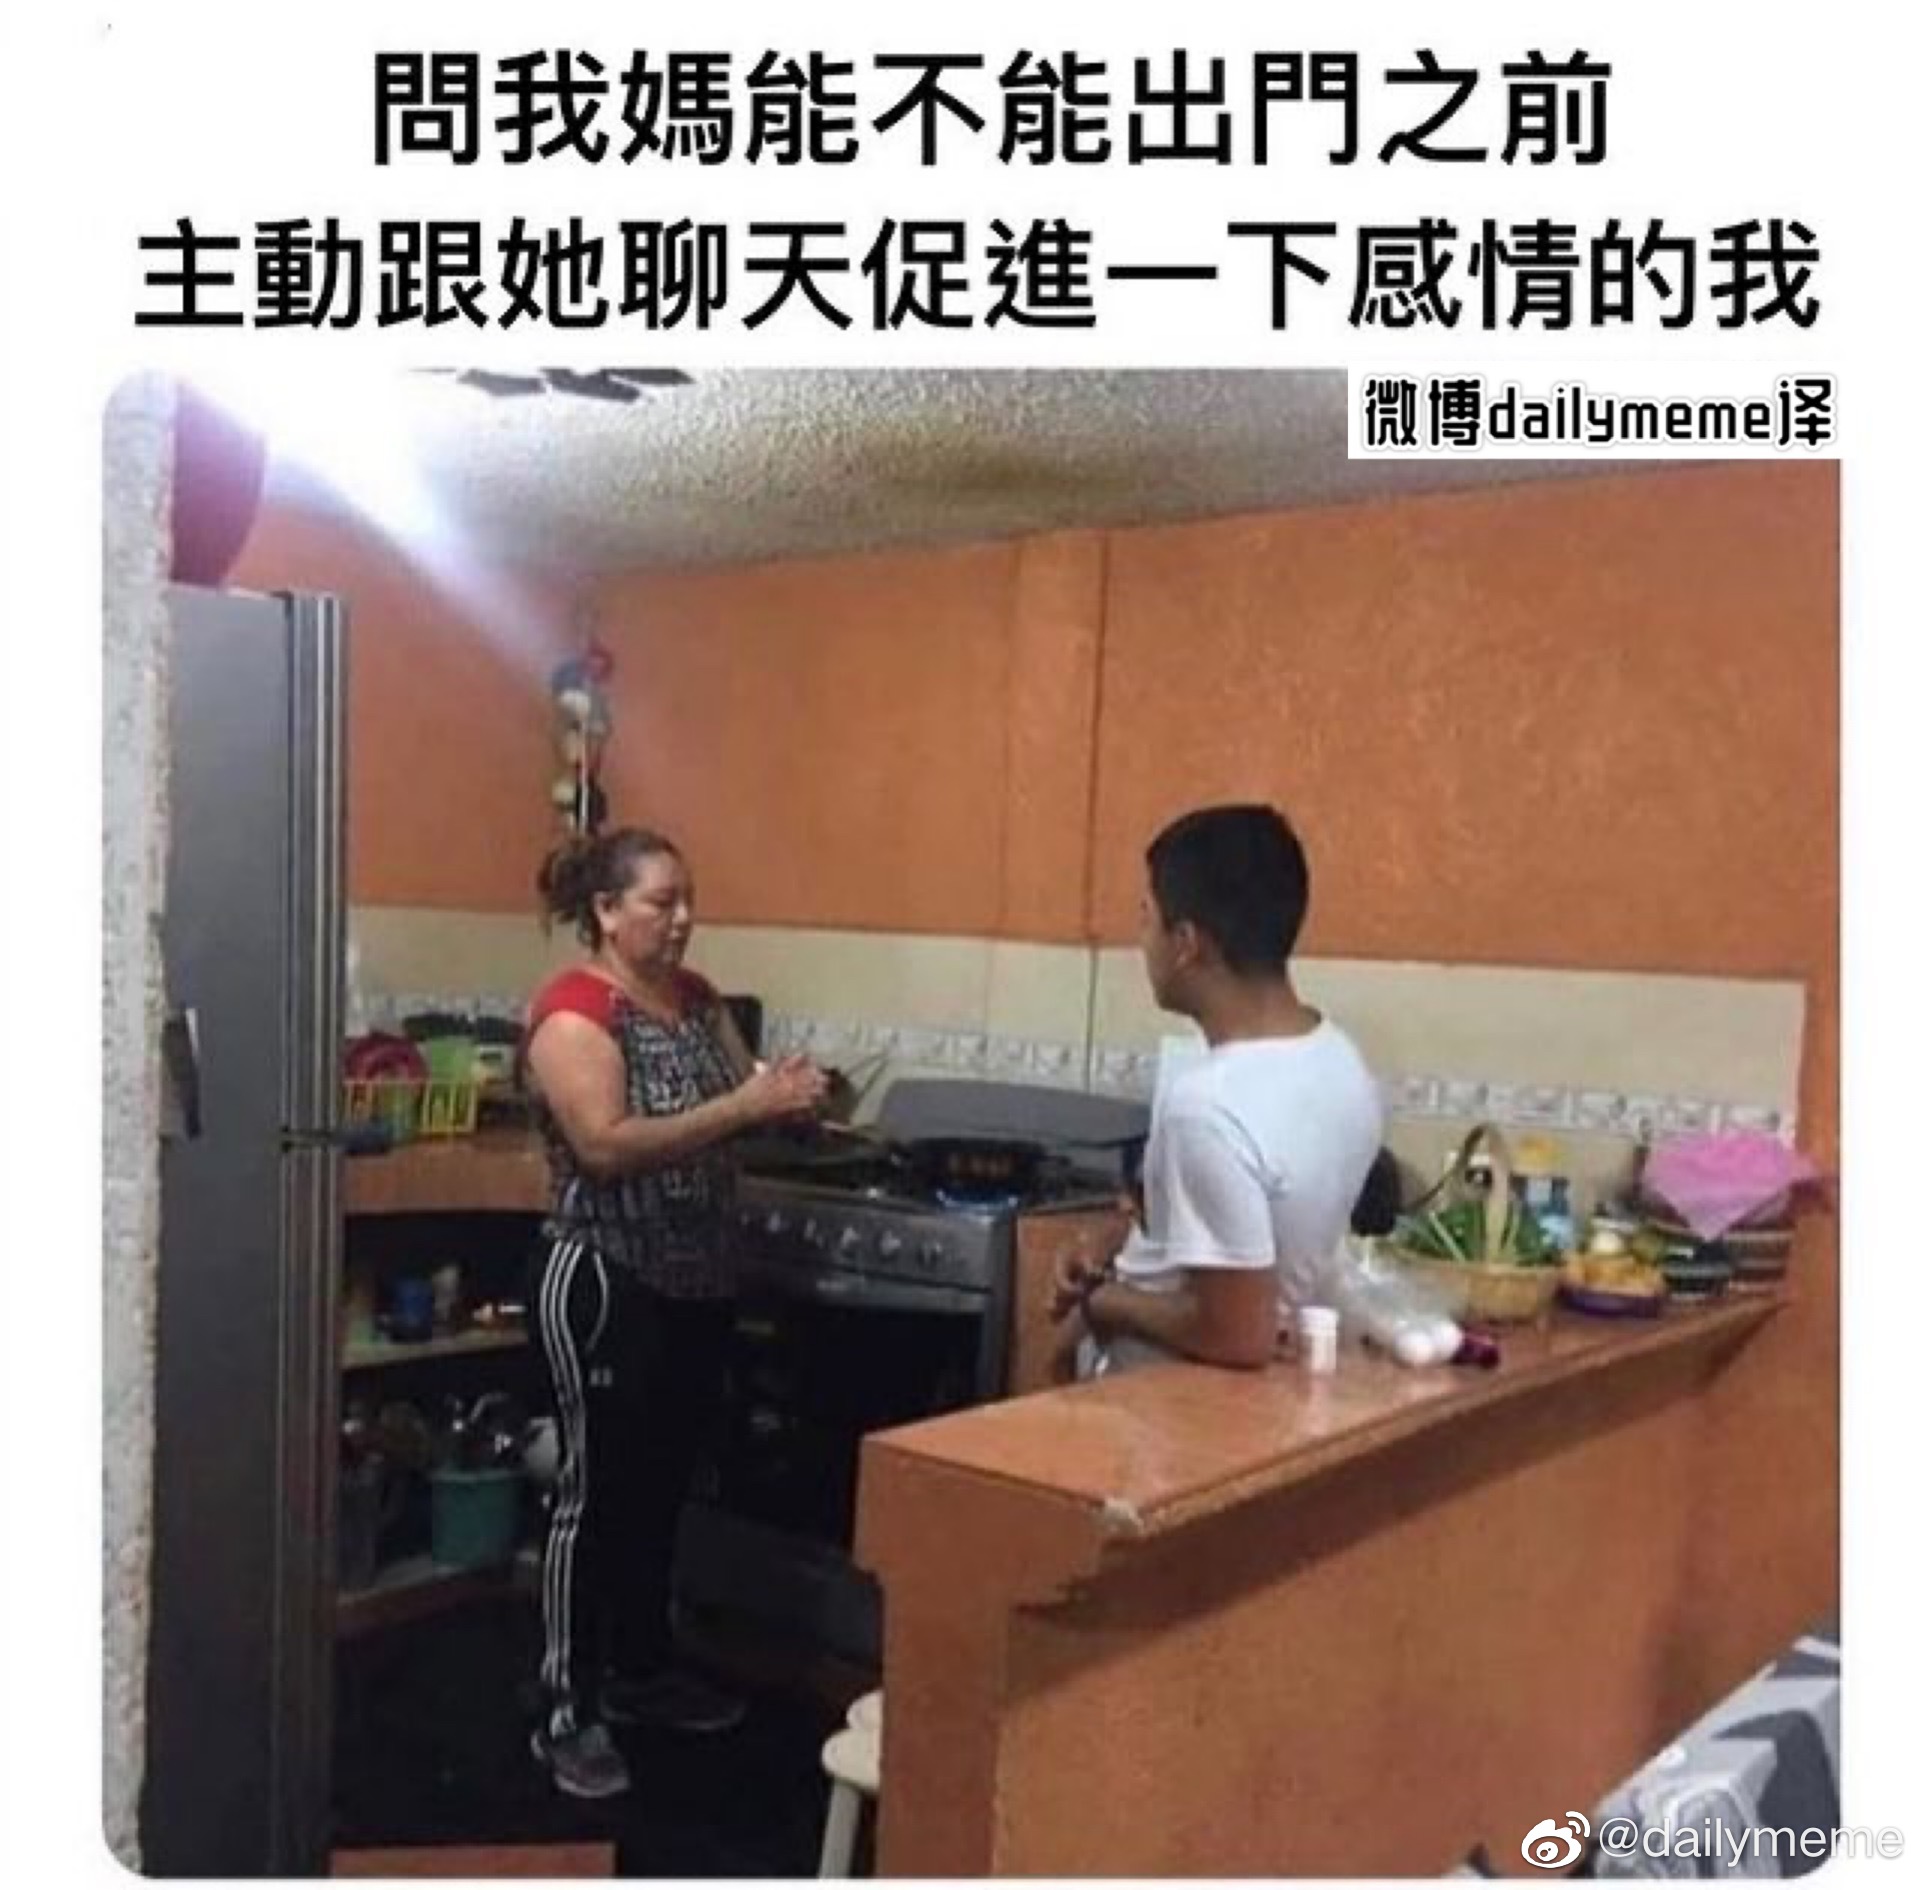 問我媽能不能出門之前
主動跟她聊天促進一下感情的我
微博dailymeme译
@dailymeme